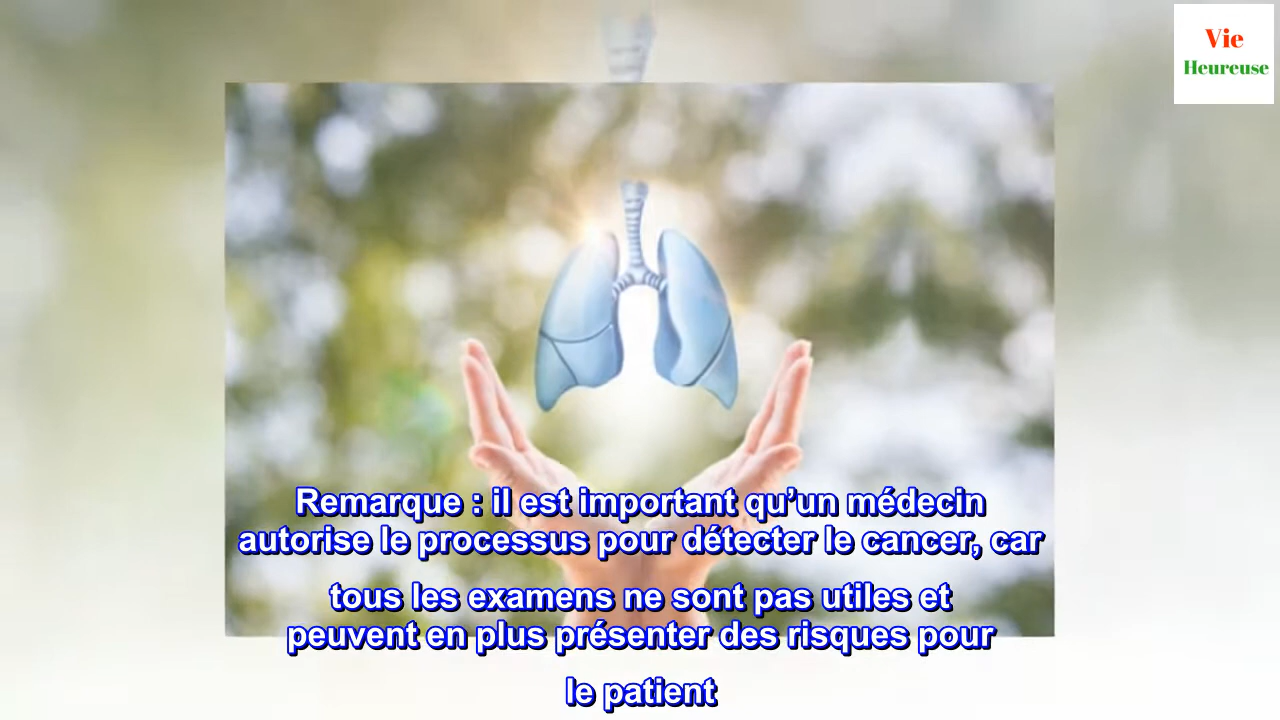 Vie
Heureuse
Remarque : il est important qu’un médecin
autorise le processus pour détecter le cancer, car
tous les examens ne sont pas utiles et
peuvent en plus présenter des risques pour
le patient